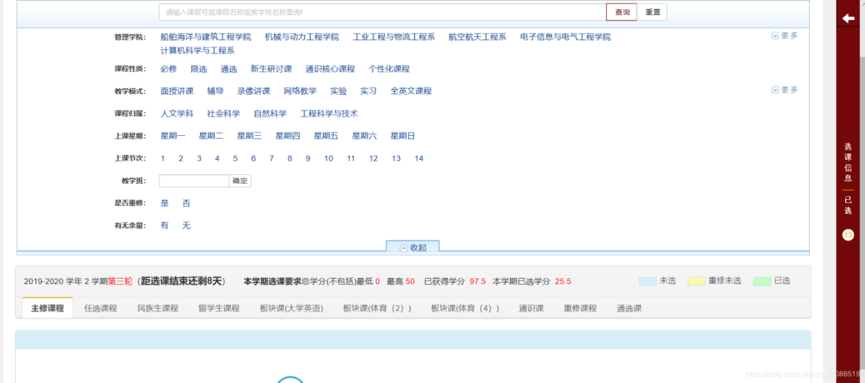 请输入课程号或课程名称或教学班名称查询! 查询 重置
管理学院: 船舶海洋与建筑工程学院 机械与动力工程学院 工业工程与物流工程系 航空航天工程系 电子信息与电气工程学院 更多
计算机科学与工程系
课程性质: 必修 限选 通选 新生研讨课 通识核心课程 个性化课程
教学模式: 面授讲课 辅导 录像讲课 网络教学 实验 实习 全英文课程 更多
课程归属: 人文学科 社会科学 自然科学 工程科学与技术
上课星期: 星期一 星期二 星期三 星期四 星期五 星期六 星期日
上课节次: 1 2 3 4 5 6 7 8 9 10 11 12 13 14
教学班: 确定
是否重修: 是 否
有无余量: 有 无
收起
2019-2020 学年 2 学期第三轮（距选课结束还剩8天） 本学期选课要求总学分(不包括)最低 0 最高 50 已获得学分 97.5 本学期已选学分 25.5 未选 重修未选 已选
主修课程 任选课程 民族生课程 留学生课程 板块课(大学英语) 板块课(体育（2）) 板块课(体育（4）) 通识课 重修课程 通选课
选课信息
已选